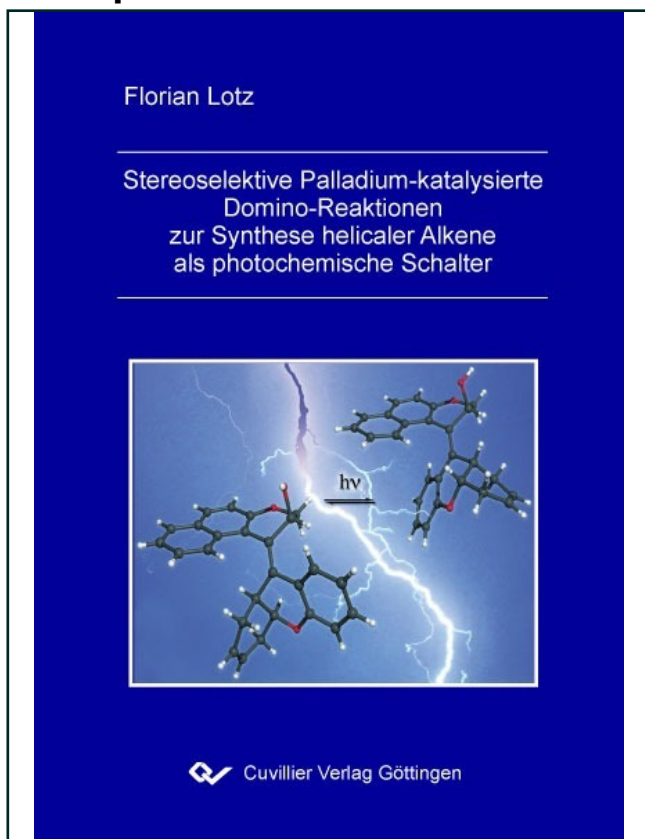 Florian Lotz
Stereoselektive Palladium-katalysierte
Domino-Reaktionen
zur Synthese helicaler Alkene
als photochemische Schalter
hν
Cuvillier Verlag Göttingen